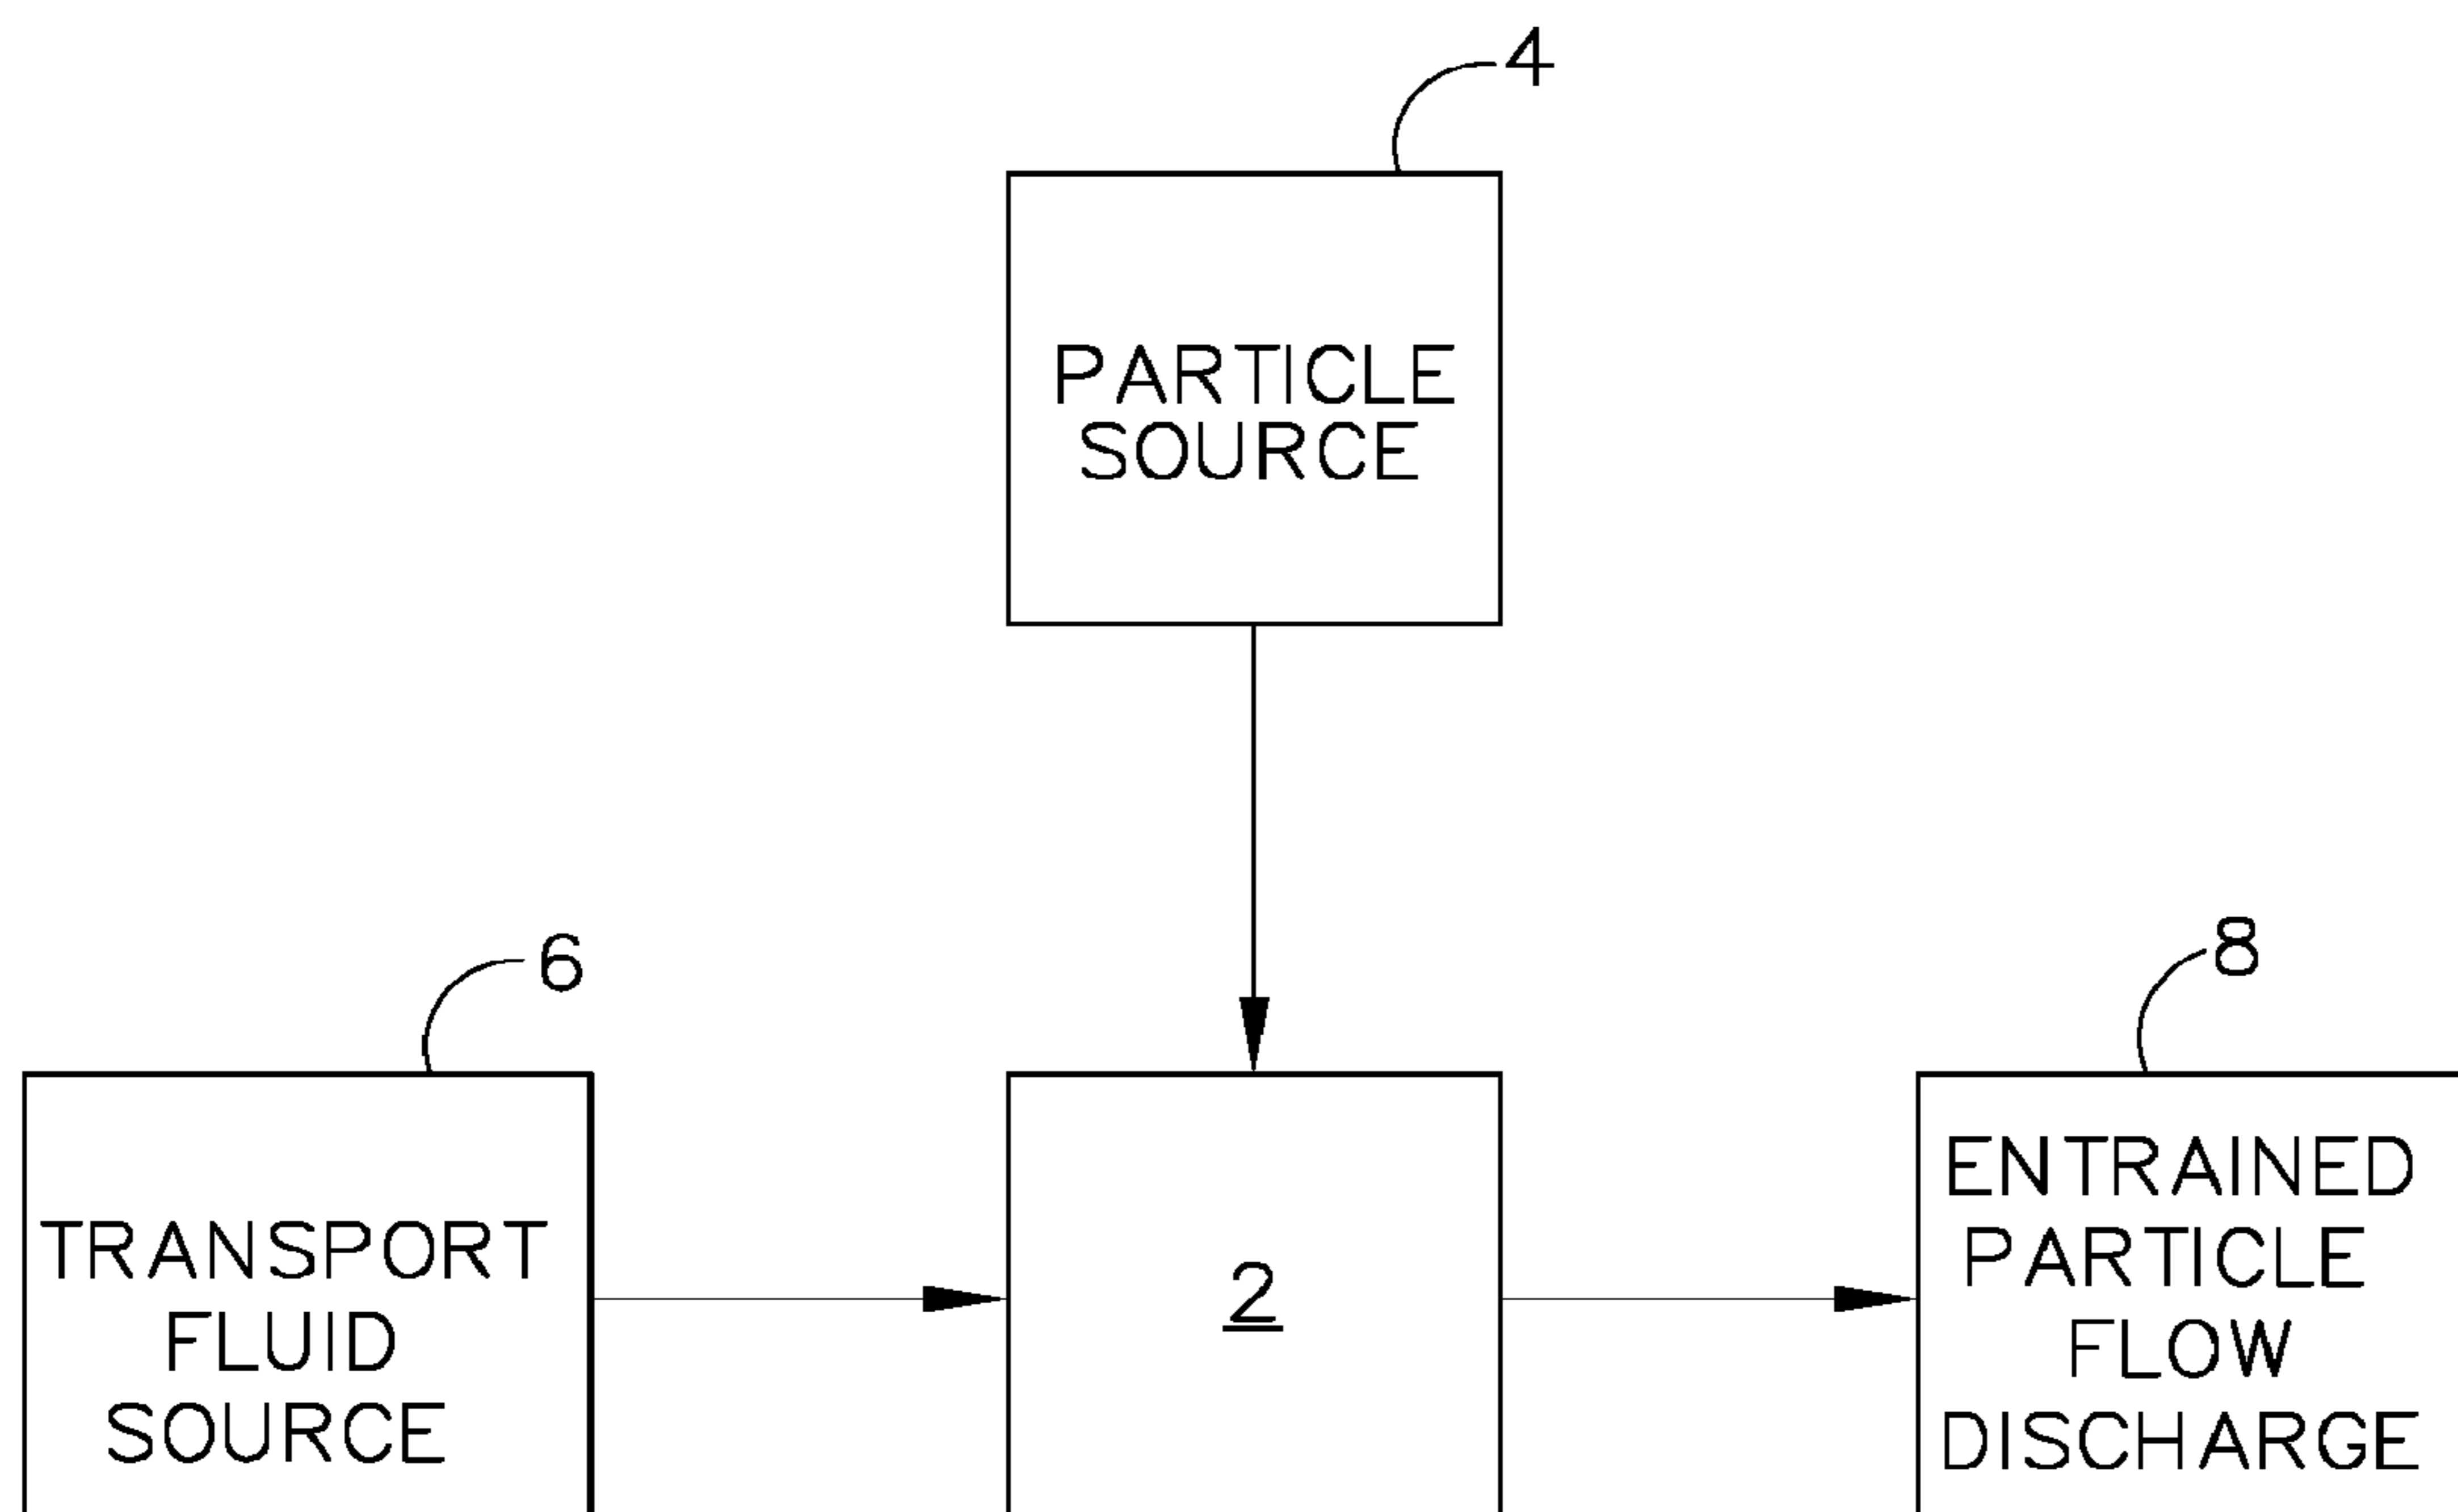 4
PARTICLE
SOURCE
6
8
TRANSPORT
FLUID
SOURCE
2
ENTRAINED
PARTICLE
FLOW
DISCHARGE